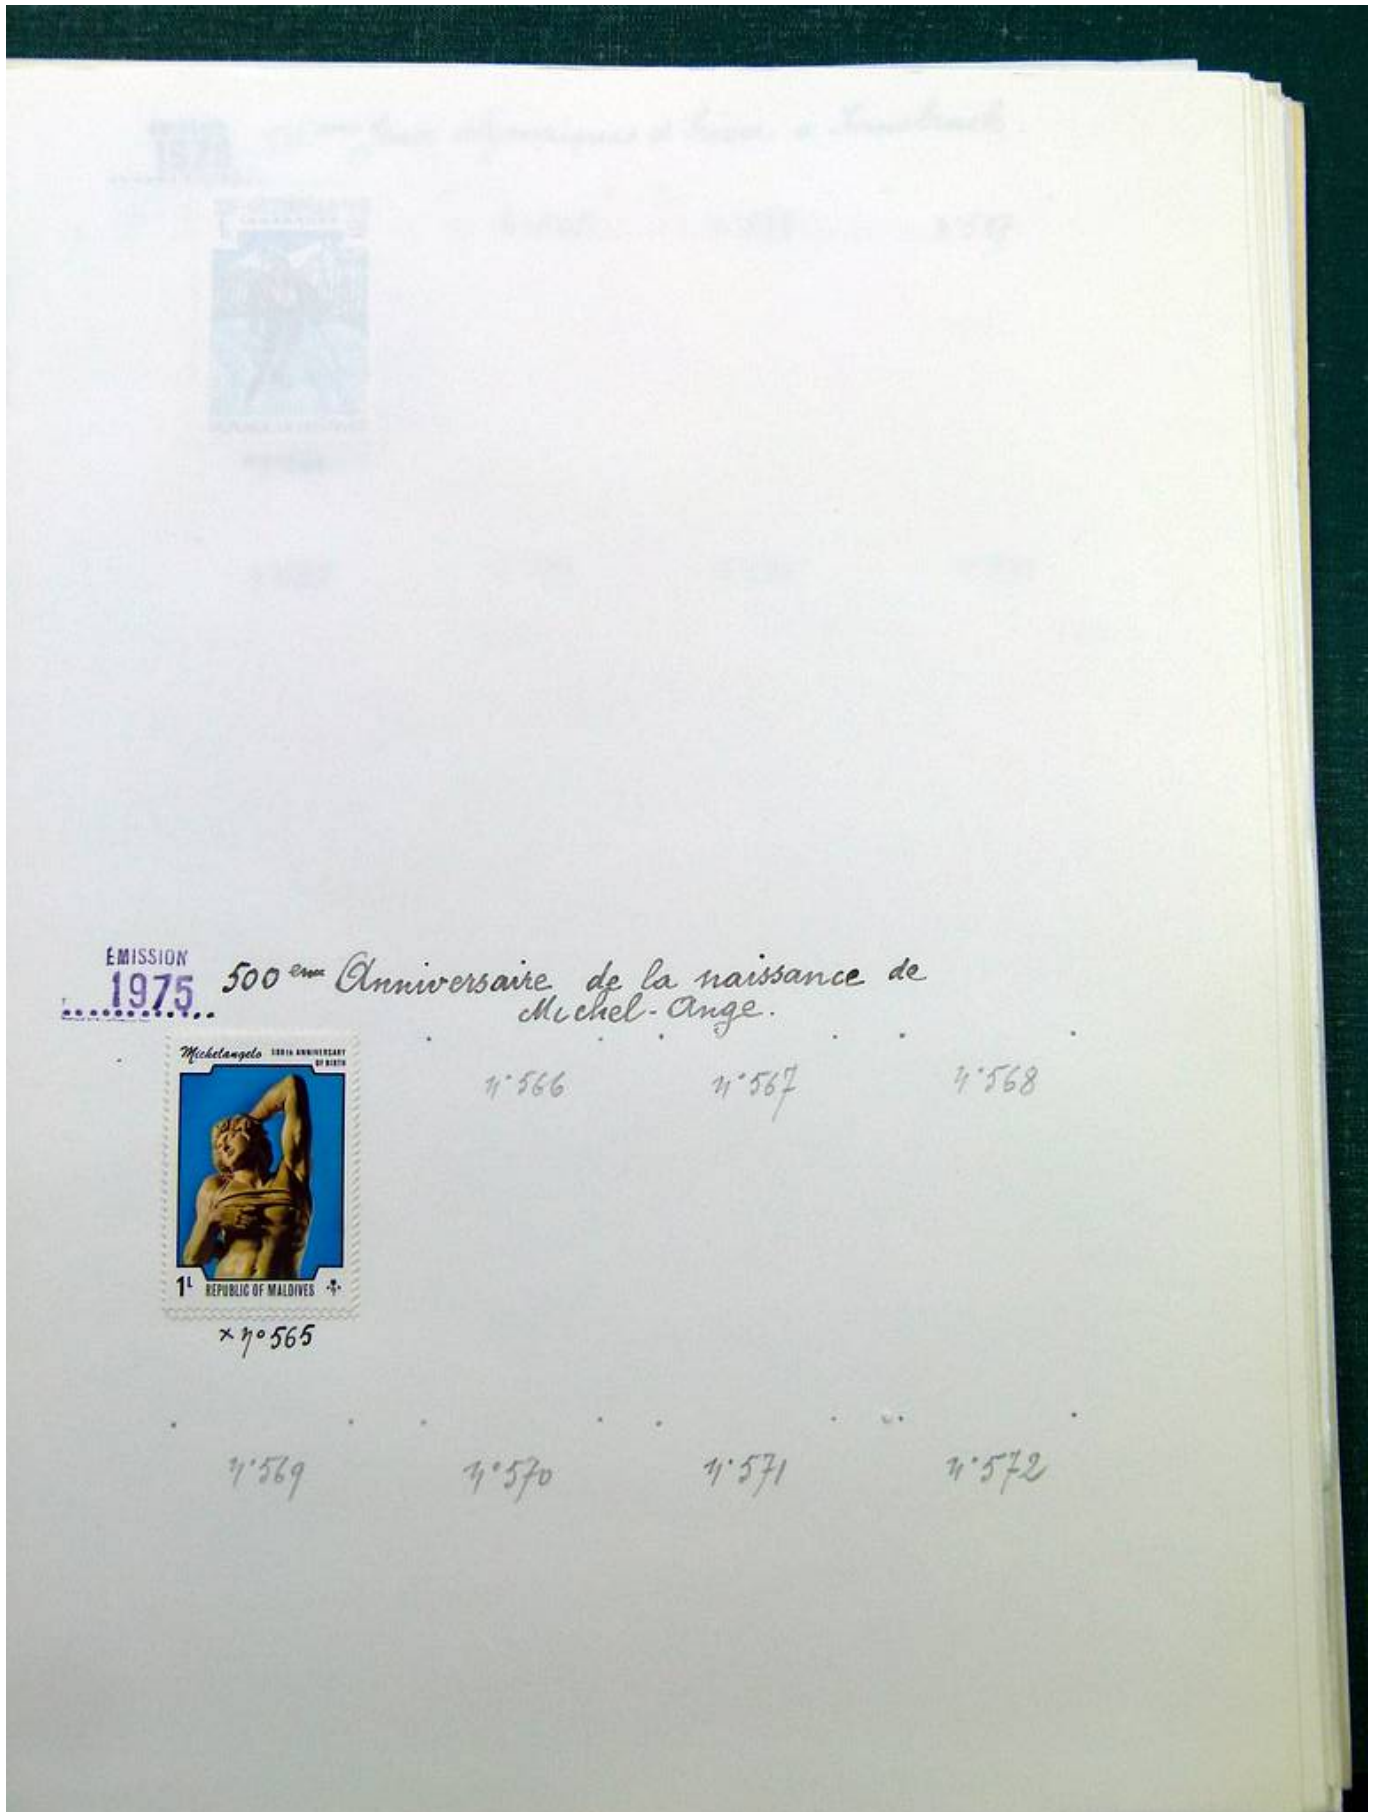 ÉMISSION
1975
500eme Anniversaire de la naissance de
Michel-Ange.
Michelangelo 500th ANNIVERSARY
OF BIRTH
n°566 n°567 n°568
1L REPUBLIC OF MALDIVES
x n°565
n°569 n°570 n°571 n°572